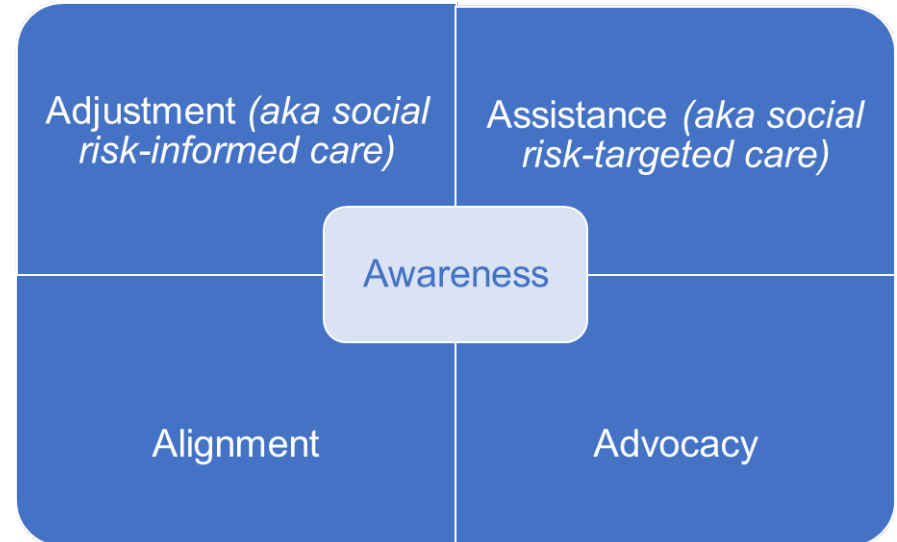 Adjustment (aka social
risk-informed care)
Assistance (aka social
risk-targeted care)
Awareness
Alignment
Advocacy